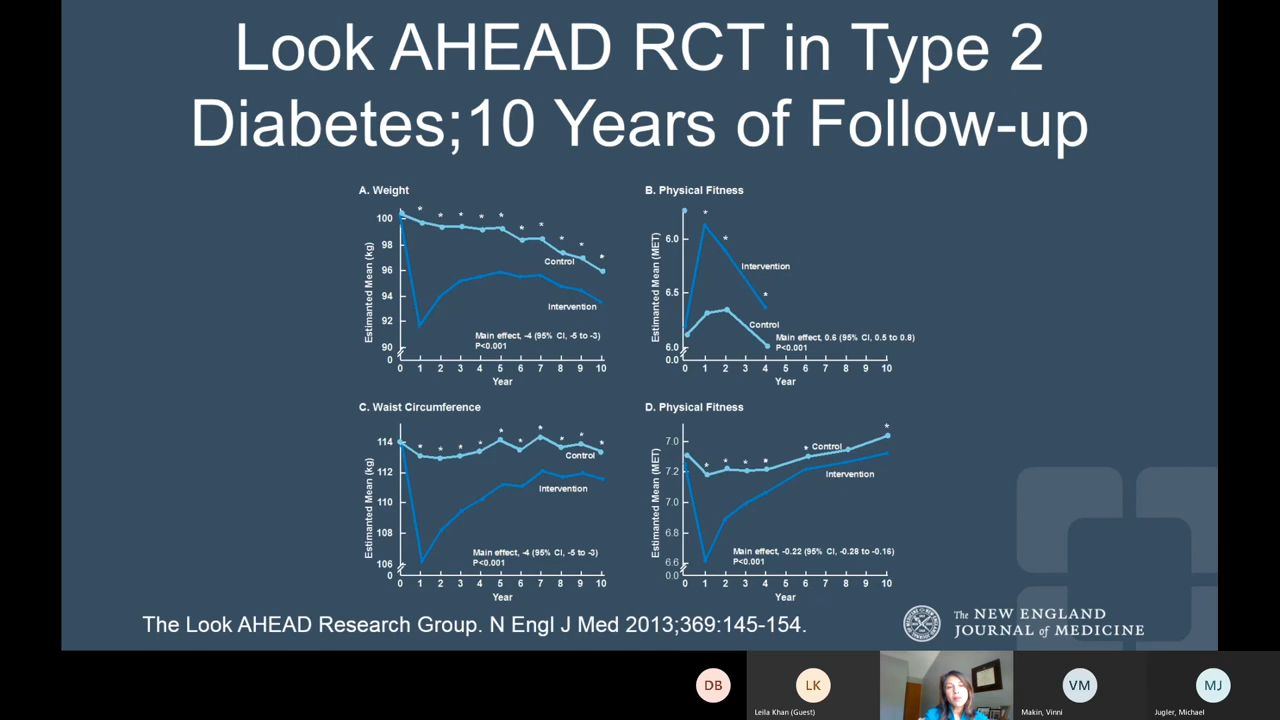 Look AHEAD RCT in Type 2
Diabetes;10 Years of Follow-up
A. Weight
Estimanted Mean (kg)
100
98
96
94
92
90
0
* * * * * * * * * *
Control
Intervention
Main effect, -4 (95% CI, -5 to -3)
P<0.001
0 1 2 3 4 5 6 7 8 9 10
Year
B. Physical Fitness
Estimanted Mean (MET)
6.0
6.5
6.0
0.0
* * *
Intervention
Control
Main effect, 0.6 (95% CI, 0.5 to 0.8)
P<0.001
0 1 2 3 4 5 6 7 8 9 10
Year
C. Waist Circumference
Estimanted Mean (kg)
114
112
110
108
106
0
* * * * * * * * * *
Control
Intervention
Main effect, -4 (95% CI, -5 to -3)
P<0.001
0 1 2 3 4 5 6 7 8 9 10
Year
D. Physical Fitness
Estimanted Mean (MET)
7.0
7.2
7.0
6.8
6.6
0.0
* * * * * *
Control
Intervention
Main effect, -0.22 (95% CI, -0.28 to -0.16)
P<0.001
0 1 2 3 4 5 6 7 8 9 10
Year
The Look AHEAD Research Group. N Engl J Med 2013;369:145-154.
The NEW ENGLAND
JOURNAL of MEDICINE
DB
LK
Leila Khan (Guest)
VM
Makin, Vinni
MJ
Jugler, Michael